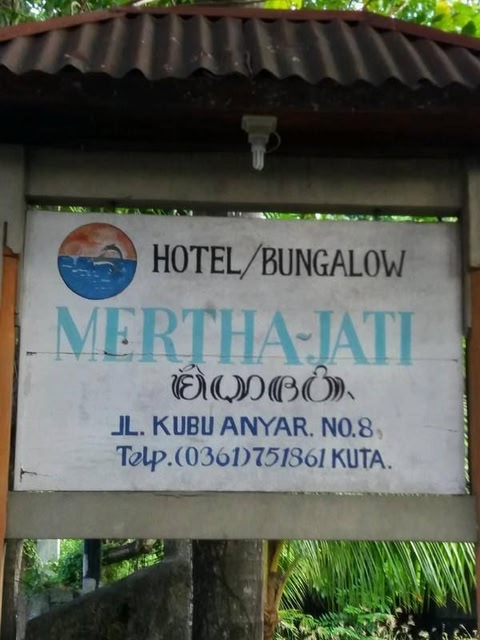 HOTEL/BUNGALOW
MERTHA-JATI
JL. KUBU ANYAR. NO.8.
Telp.(0361)751861 KUTA.